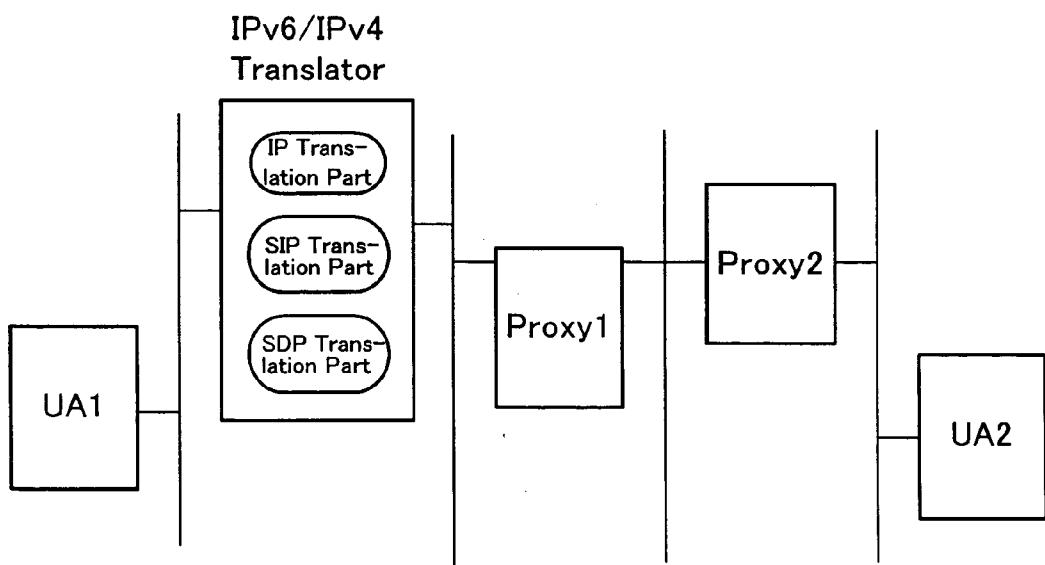 IPv6/IPv4
Translator
IP Trans-
lation Part
SIP Trans-
lation Part
SDP Trans-
lation Part
UA1
Proxy1
Proxy2
UA2